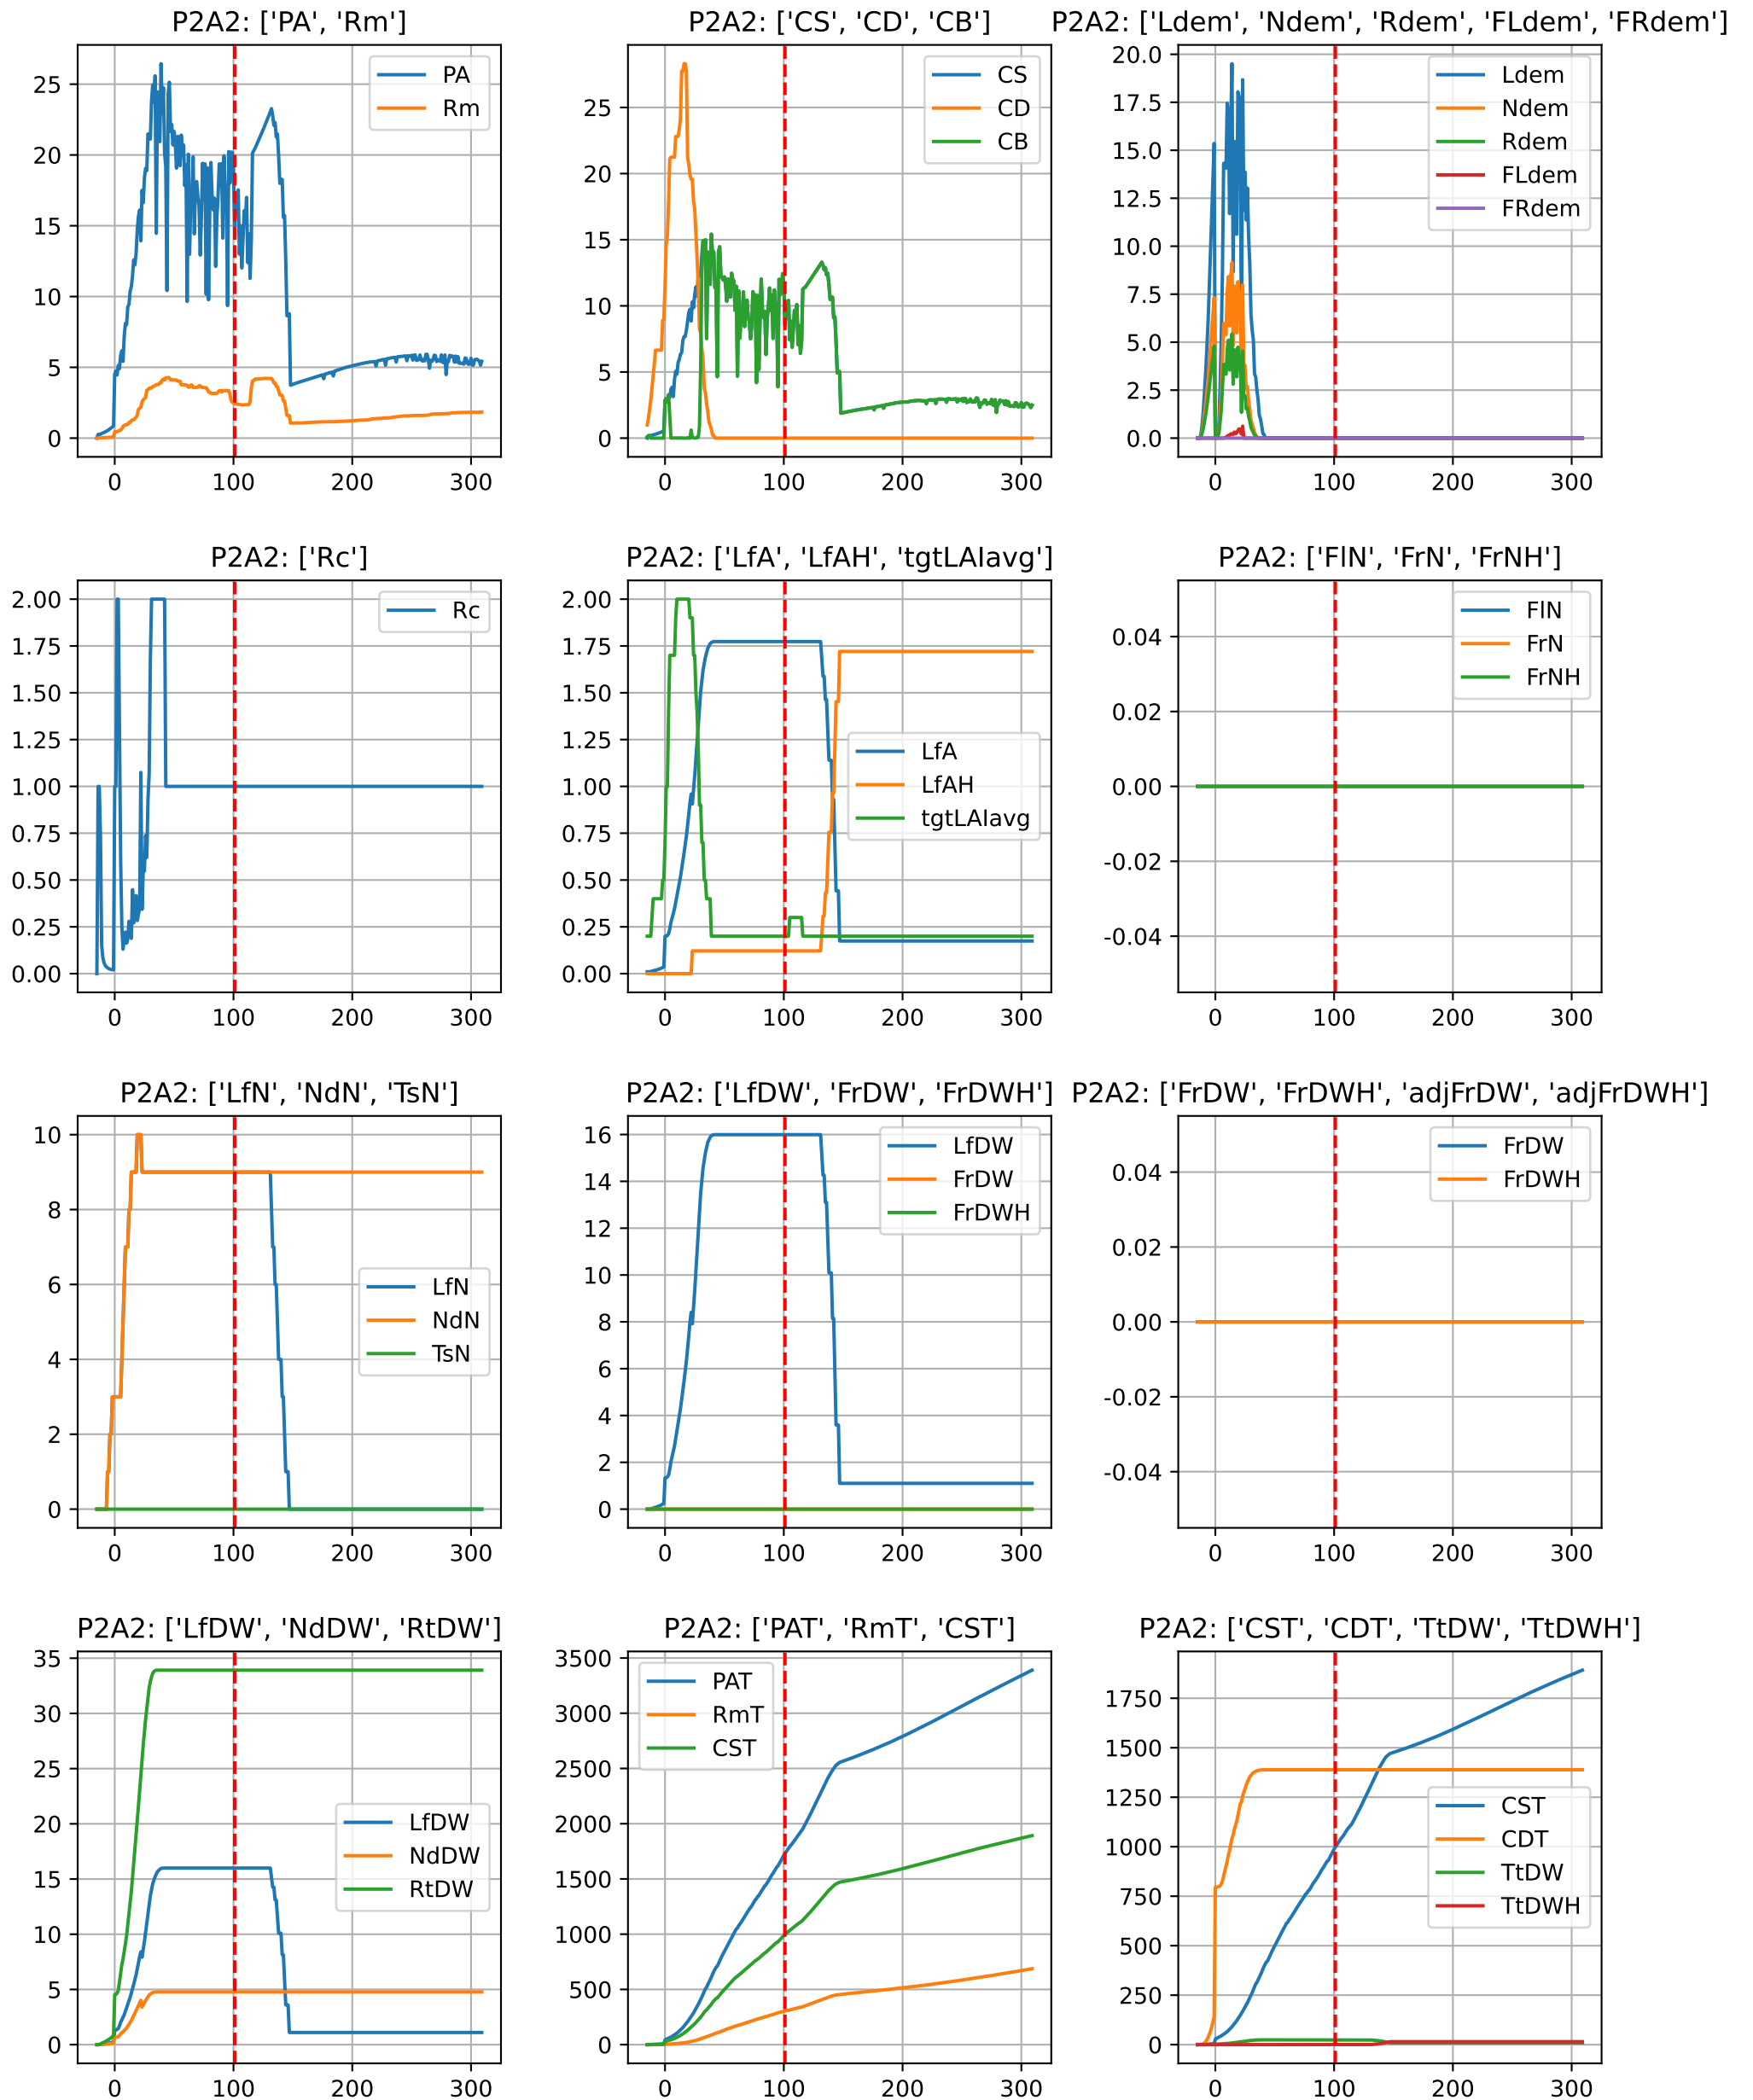 P2A2: ['PA', 'Rm']
25
20
15
10
5
0
PA
Rm
0 100 200 300
P2A2: ['CS', 'CD', 'CB']
25
20
15
10
5
0
CS
CD
CB
0 100 200 300
P2A2: ['Ldem', 'Ndem', 'Rdem', 'FLdem', 'FRdem']
20.0
17.5
15.0
12.5
10.0
7.5
5.0
2.5
0.0
Ldem
Ndem
Rdem
FLdem
FRdem
0 100 200 300
P2A2: ['Rc']
2.00
1.75
1.50
1.25
1.00
0.75
0.50
0.25
0.00
Rc
0 100 200 300
P2A2: ['LfA', 'LfAH', 'tgtLAIavg']
2.00
1.75
1.50
1.25
1.00
0.75
0.50
0.25
0.00
LfA
LfAH
tgtLAIavg
0 100 200 300
P2A2: ['FlN', 'FrN', 'FrNH']
0.04
0.02
0.00
-0.02
-0.04
FlN
FrN
FrNH
0 100 200 300
P2A2: ['LfN', 'NdN', 'TsN']
10
8
6
4
2
0
LfN
NdN
TsN
0 100 200 300
P2A2: ['LfDW', 'FrDW', 'FrDWH']
16
14
12
10
8
6
4
2
0
LfDW
FrDW
FrDWH
0 100 200 300
P2A2: ['FrDW', 'FrDWH', 'adjFrDW', 'adjFrDWH']
0.04
0.02
0.00
-0.02
-0.04
FrDW
FrDWH
0 100 200 300
P2A2: ['LfDW', 'NdDW', 'RtDW']
35
30
25
20
15
10
5
0
LfDW
NdDW
RtDW
0 100 200 300
P2A2: ['PAT', 'RmT', 'CST']
3500
3000
2500
2000
1500
1000
500
0
PAT
RmT
CST
0 100 200 300
P2A2: ['CST', 'CDT', 'TtDW', 'TtDWH']
1750
1500
1250
1000
750
500
250
0
CST
CDT
TtDW
TtDWH
0 100 200 300